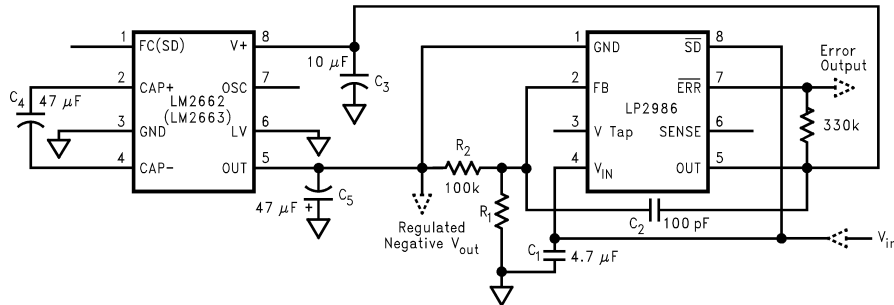 1 FC(SD) V+ 8
2 CAP+ OSC 7
3 GND LV 6
4 CAP- OUT 5
LM2662
(LM2663)
C4 47 μF
10 μF C3
47 μF + C5
R2
100k
R1
Regulated
Negative Vout
1 GND SD 8
2 FB ERR 7
3 V Tap SENSE 6
4 VIN OUT 5
LP2986
Error
Output
330k
C2 100 pF
C1 4.7 μF
Vin